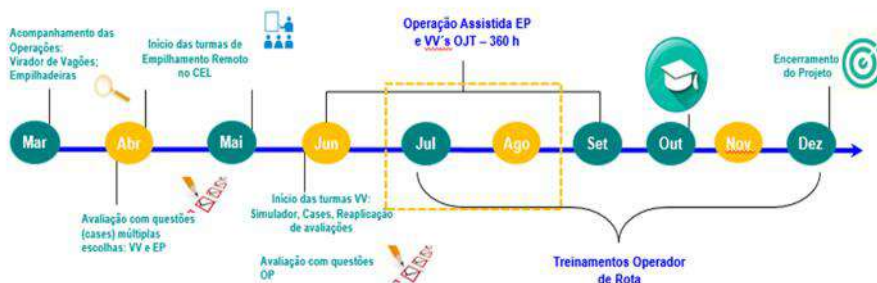 Operação Assistida EP
e VV´s OJT – 360 h
Acompanhamento das
Operações:
Virador de Vagões;
Empilhadeiras
Início das turmas de
Empilhamento Remoto
no CEL
Encerramento
do Projeto
Mar
Abr
Mai
Jun
Jul
Ago
Set
Out
Nov
Dez
Avaliação com questões
(cases) múltiplas
escolhas: VV e EP
Início das turmas VV:
Simulador, Cases, Reaplicação
de avaliações
Avaliação com questões
OP
Treinamentos Operador
de Rota